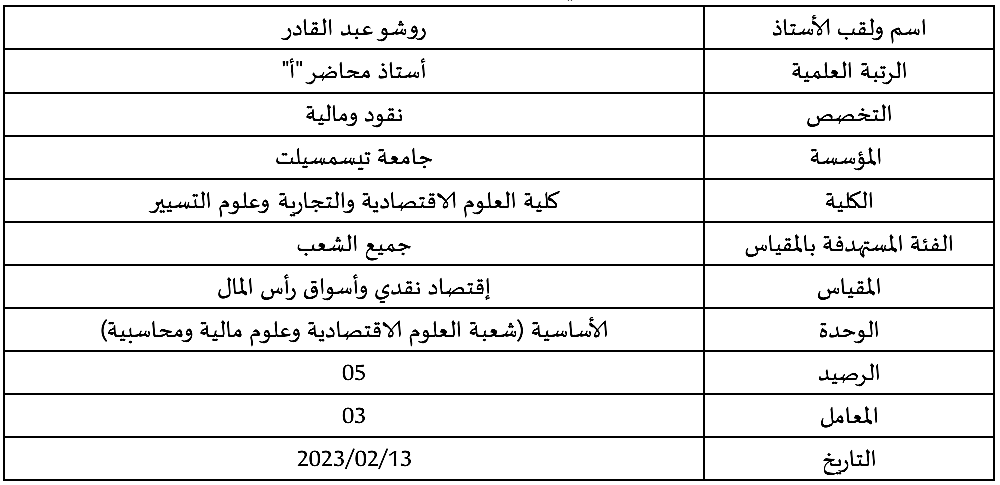 اسم ولقب الأستاذ روشو عبد القادر
الرتبة العلمية أستاذ محاضر "أ"
التخصص نقود ومالية
المؤسسة جامعة تيسمسيلت
الكلية كلية العلوم الاقتصادية والتجارية وعلوم التسيير
الفئة المستهدفة بالمقياس جميع الشعب
المقياس إقتصاد نقدي وأسواق رأس المال
الوحدة الأساسية (شعبة العلوم الاقتصادية وعلوم مالية ومحاسبية)
الرصيد 05
المعامل 03
التاريخ 2023/02/13